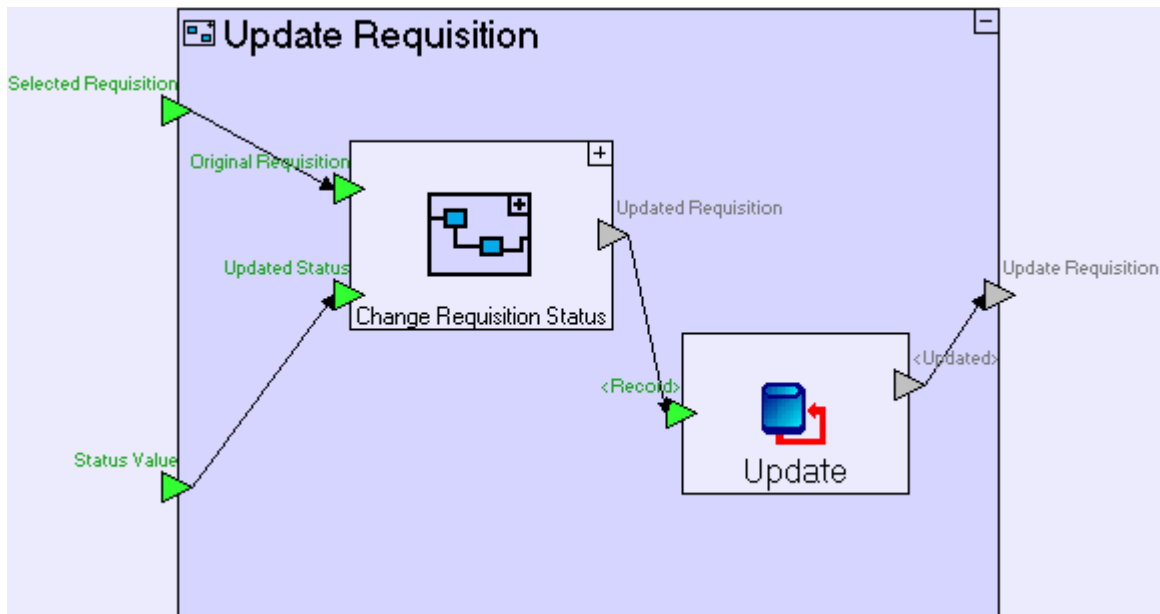 Update Requisition
Selected Requisition
Original Requisition
Updated Requisition
Updated Status
Update Requisition
Change Requisition Status
<Updated>
<Record>
Status Value
Update